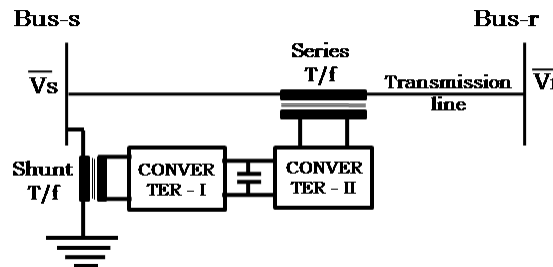 Bus-s
Bus-r
Series
T/f
Vs
Transmission
line
Shunt
T/f
CONVER
TER - I
CONVER
TER - II